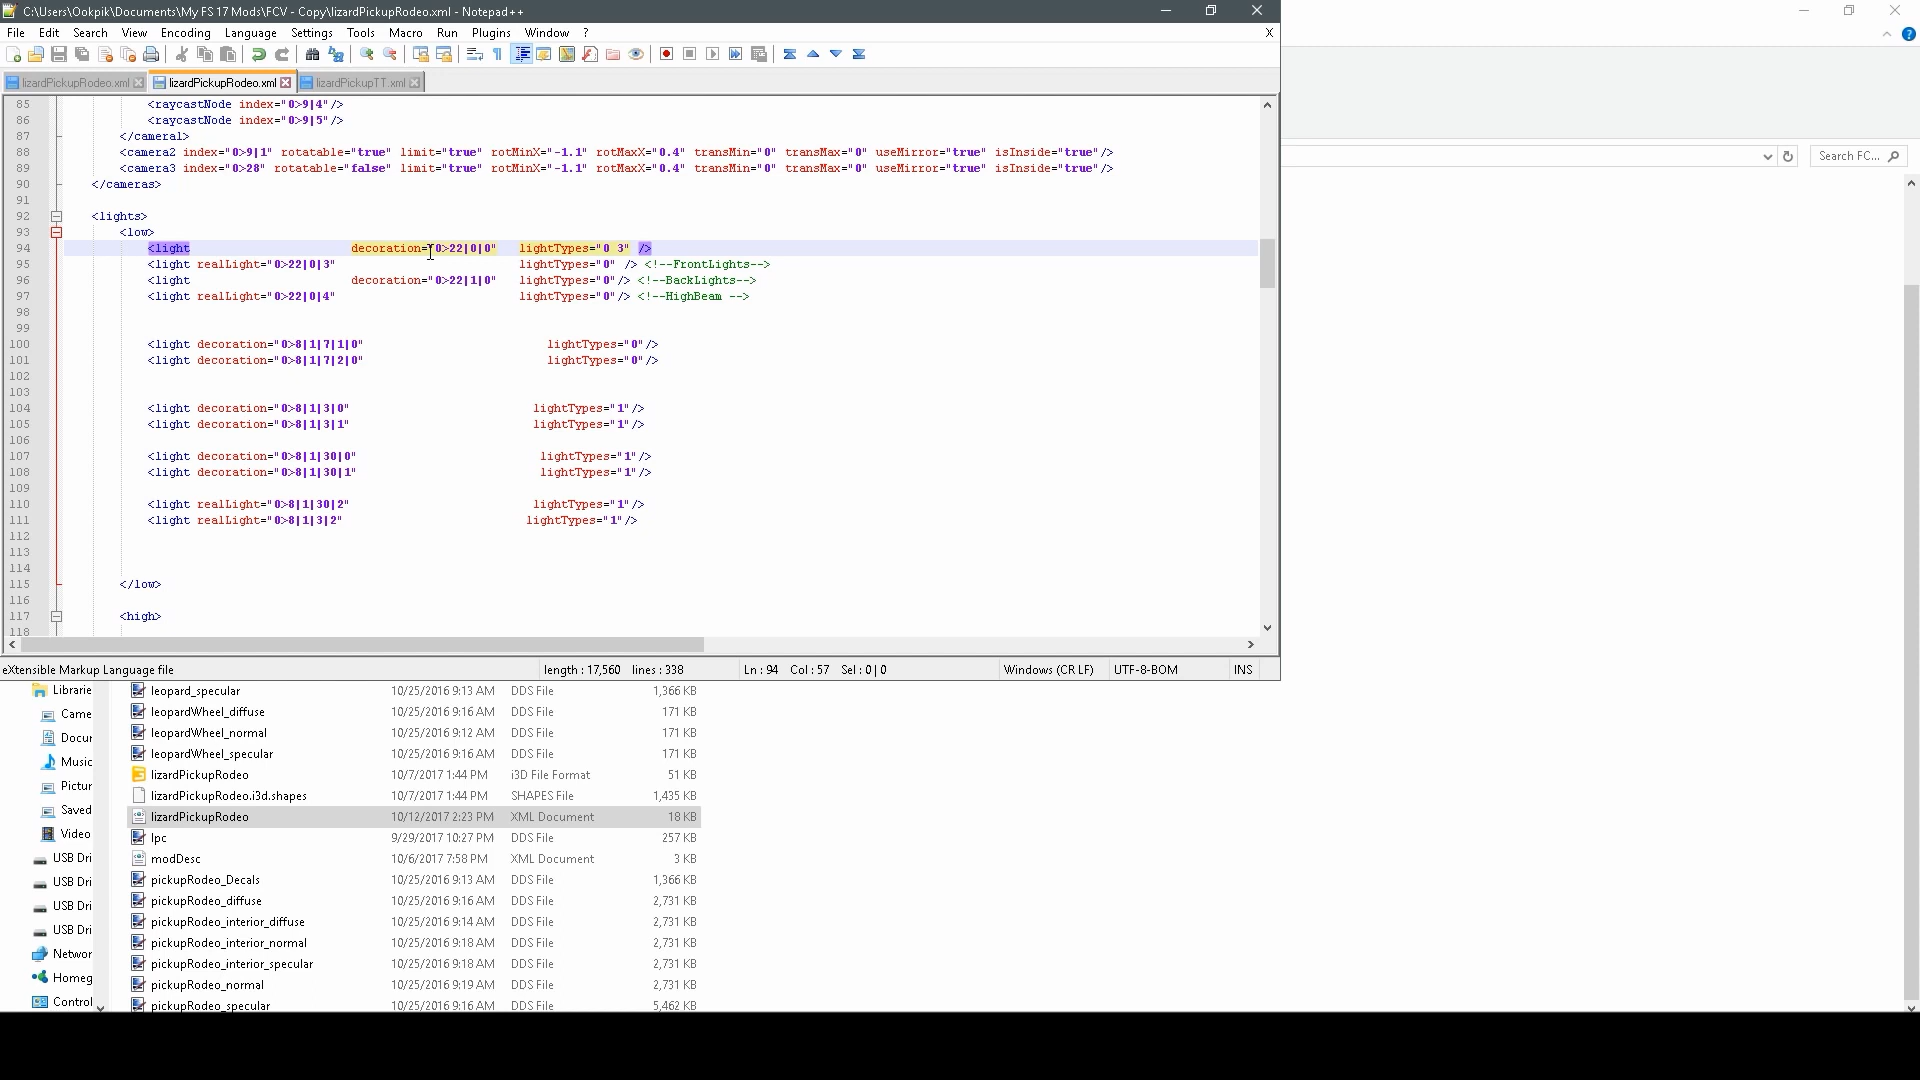 C:\Users\Ookpik\Documents\My FS 17 Mods\FCV - Copy\lizardPickupRodeo.xml - Notepad++
File Edit Search View Encoding Language Settings Tools Macro Run Plugins Window ? X
lizardPickupRodeo.xml lizardPickupRodeo.xml lizardPickupTT.xml
85 <raycastNode index="0>9|4"/>
86 <raycastNode index="0>9|5"/>
87 </camera1>
88 <camera2 index="0>9|1" rotatable="true" limit="true" rotMinX="-1.1" rotMaxX="0.4" transMin="0" transMax="0" useMirror="true" isInside="true"/>
89 <camera3 index="0>28" rotatable="false" limit="true" rotMinX="-1.1" rotMaxX="0.4" transMin="0" transMax="0" useMirror="true" isInside="true"/>
90 </cameras>
91
92 <lights>
93 <low>
94 <light decoration="0>22|0|0" lightTypes="0 3" />
95 <light realLight="0>22|0|3" lightTypes="0" /> <!--FrontLights-->
96 <light decoration="0>22|1|0" lightTypes="0"/> <!--BackLights-->
97 <light realLight="0>22|0|4" lightTypes="0"/> <!--HighBeam -->
98
99
100 <light decoration="0>8|1|7|1|0" lightTypes="0"/>
101 <light decoration="0>8|1|7|2|0" lightTypes="0"/>
102
103
104 <light decoration="0>8|1|3|0" lightTypes="1"/>
105 <light decoration="0>8|1|3|1" lightTypes="1"/>
106
107 <light decoration="0>8|1|30|0" lightTypes="1"/>
108 <light decoration="0>8|1|30|1" lightTypes="1"/>
109
110 <light realLight="0>8|1|30|2" lightTypes="1"/>
111 <light realLight="0>8|1|3|2" lightTypes="1"/>
112
113
114
115 </low>
116
117 <high>
118
eXtensible Markup Language file length : 17,560 lines : 338 Ln : 94 Col : 57 Sel : 0 | 0 Windows (CR LF) UTF-8-BOM INS
Search FC...
Librarie
Came
Docur
Music
Pictur
Saved
Video
USB Dri
USB Dri
USB Dri
USB Dri
Networ
Homeg
Control
leopard_specular 10/25/2016 9:13 AM DDS File 1,366 KB
leopardWheel_diffuse 10/25/2016 9:16 AM DDS File 171 KB
leopardWheel_normal 10/25/2016 9:12 AM DDS File 171 KB
leopardWheel_specular 10/25/2016 9:16 AM DDS File 171 KB
lizardPickupRodeo 10/7/2017 1:44 PM i3D File Format 51 KB
lizardPickupRodeo.i3d.shapes 10/7/2017 1:44 PM SHAPES File 1,435 KB
lizardPickupRodeo 10/12/2017 2:23 PM XML Document 18 KB
lpc 9/29/2017 10:27 PM DDS File 257 KB
modDesc 10/6/2017 7:58 PM XML Document 3 KB
pickupRodeo_Decals 10/25/2016 9:13 AM DDS File 1,366 KB
pickupRodeo_diffuse 10/25/2016 9:16 AM DDS File 2,731 KB
pickupRodeo_interior_diffuse 10/25/2016 9:14 AM DDS File 2,731 KB
pickupRodeo_interior_normal 10/25/2016 9:18 AM DDS File 2,731 KB
pickupRodeo_interior_specular 10/25/2016 9:18 AM DDS File 2,731 KB
pickupRodeo_normal 10/25/2016 9:19 AM DDS File 2,731 KB
pickupRodeo_specular 10/25/2016 9:16 AM DDS File 5,462 KB